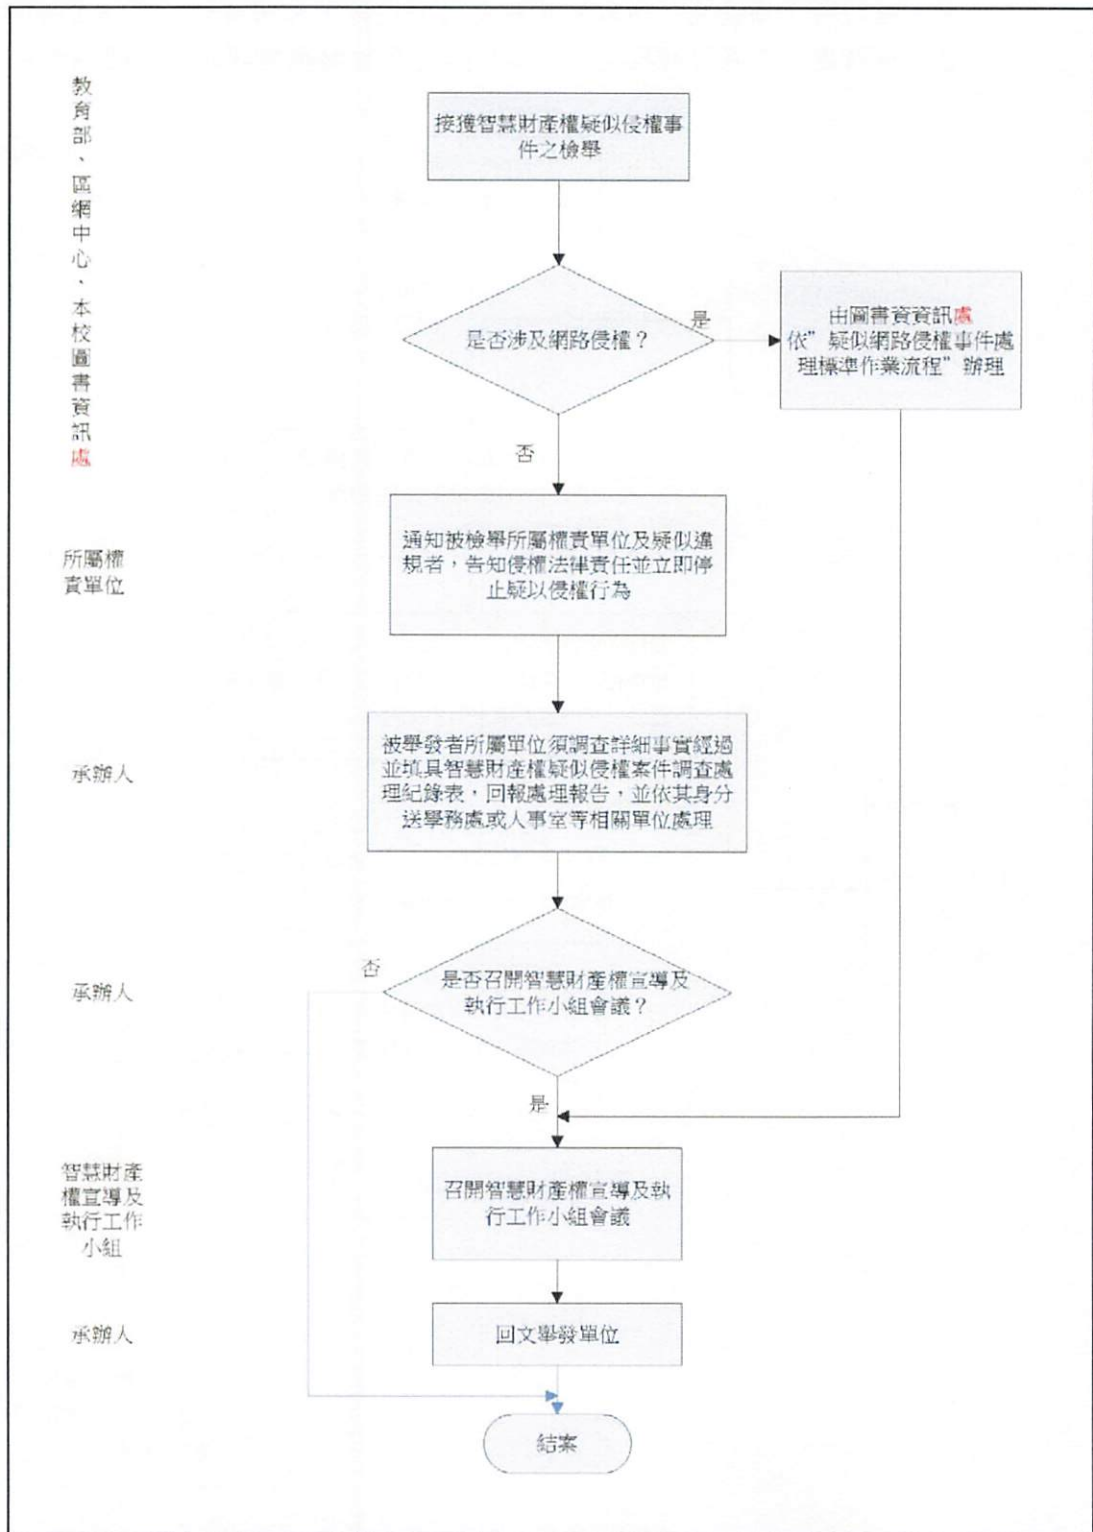 教育部、區網中心、本校圖書資訊處
接獲智慧財產權疑似侵權事
件之檢舉
是否涉及網路侵權？
是
由圖書資資訊處
依”疑似網路侵權事件處
理標準作業流程”辦理
否
所屬權
責單位
通知被檢舉所屬權責單位及疑似違
規者，告知侵權法律責任並立即停
止疑以侵權行為
承辦人
被舉發者所屬單位須調查詳細事實經過
並填具智慧財產權疑似侵權案件調查處
理紀錄表，回報處理報告，並依其身分
送學務處或人事室等相關單位處理
承辦人
否
是否召開智慧財產權宣導及
執行工作小組會議？
是
智慧財產
權宣導及
執行工作
小組
召開智慧財產權宣導及執
行工作小組會議
承辦人
回文舉發單位
結案